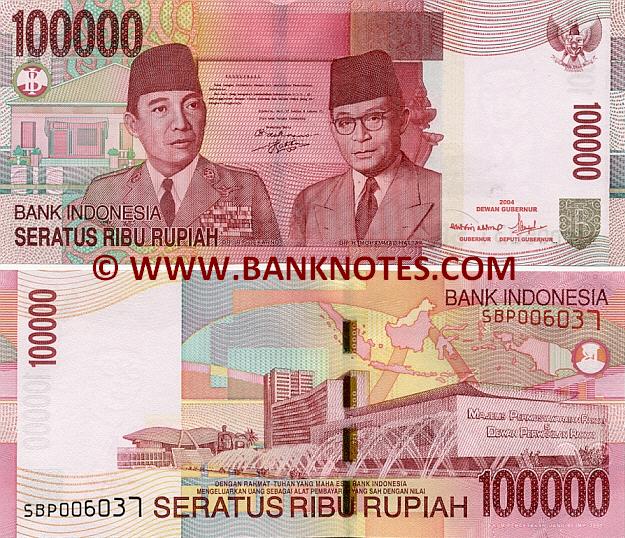 100000
100000
2004
DEWAN GUBERNUR
GUBERNUR DEPUTI GUBERNUR
BANK INDONESIA
SERATUS RIBU RUPIAH
© WWW.BANKNOTES.COM
BANK INDONESIA
SBP006037
100000
MAJELIS PERMUSYAWARATAN RAKYAT
DEWAN PERWAKILAN RAKYAT
DENGAN RAHMAT TUHAN YANG MAHA ESA BANK INDONESIA
MENGELUARKAN UANG SEBAGAI ALAT PEMBAYARAN YANG SAH DENGAN NILAI
SBP006037
SERATUS RIBU RUPIAH
100000